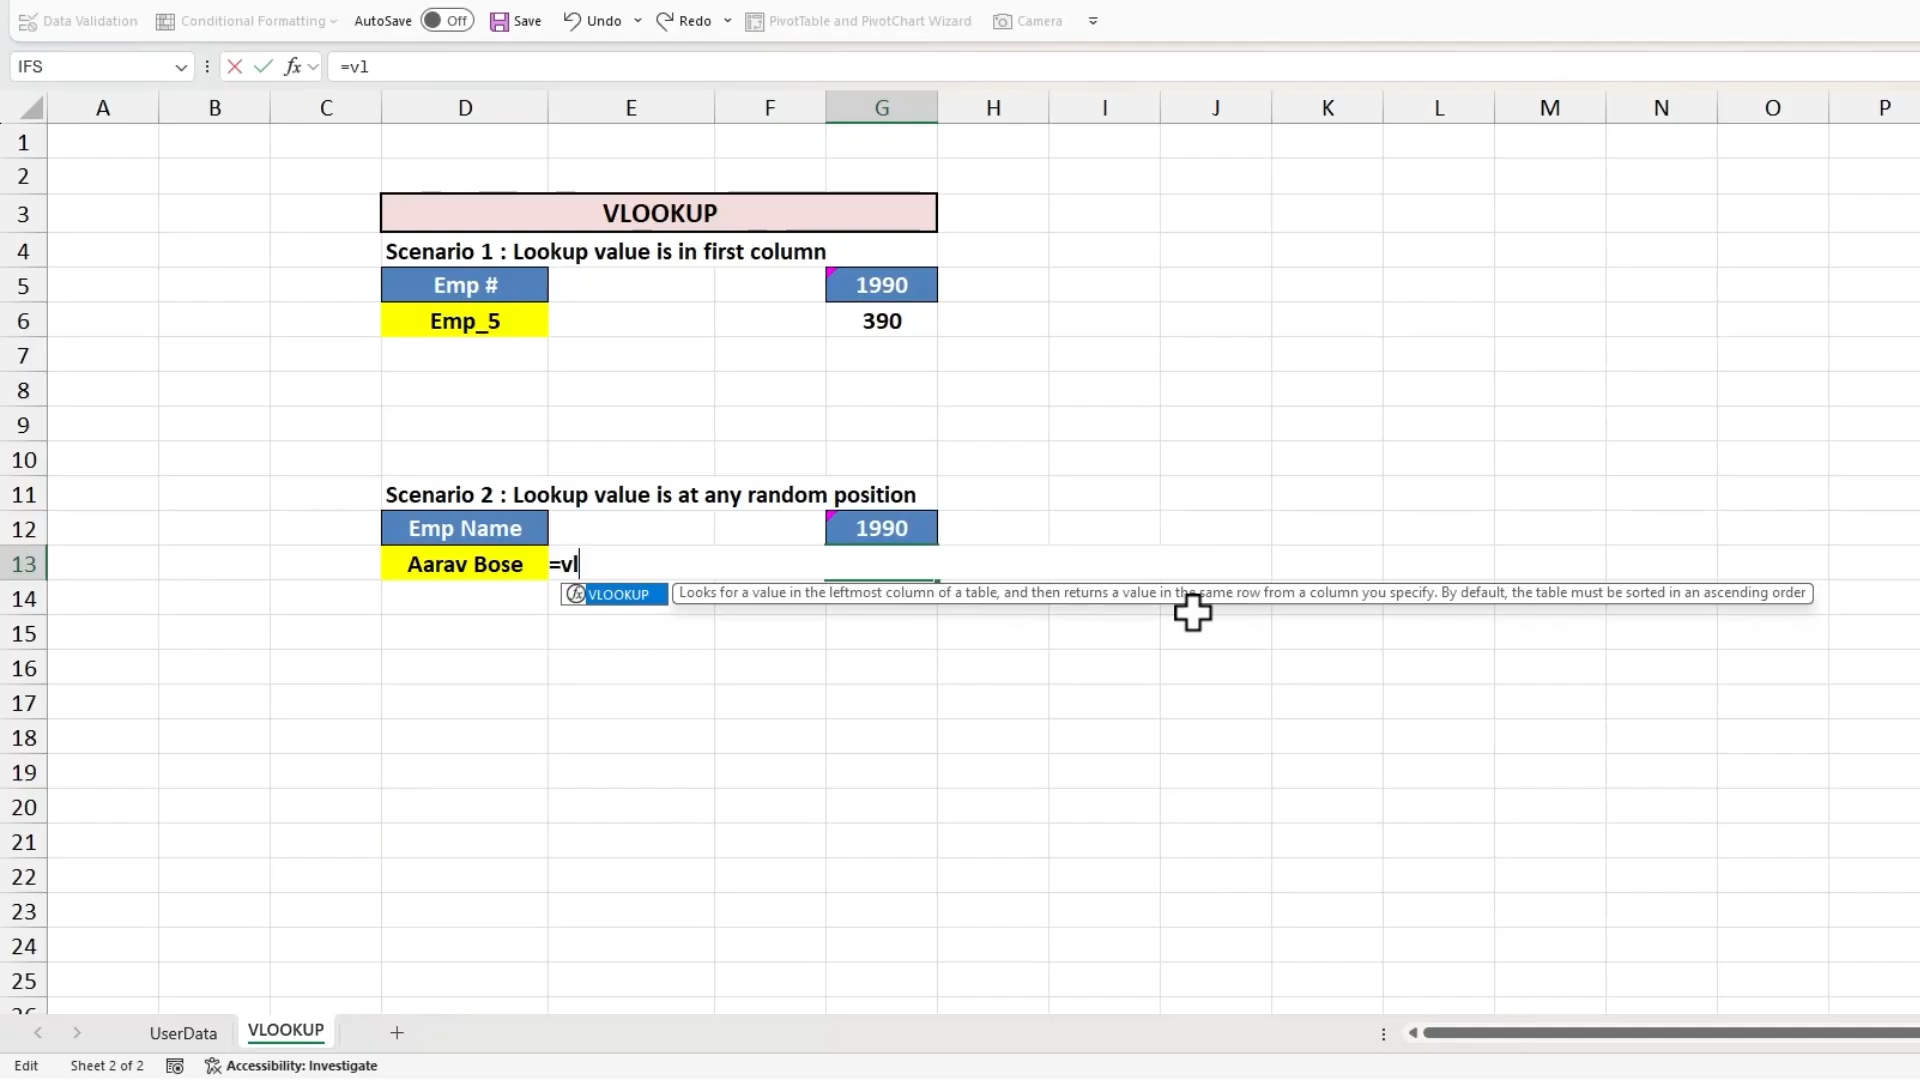 Data Validation Conditional Formatting AutoSave Off Save Undo Redo PivotTable and PivotChart Wizard Camera
IFS fx =vl
A B C D E F G H I J K L M N O P
1
2
3 VLOOKUP
4 Scenario 1 : Lookup value is in first column
5 Emp # 1990
6 Emp_5 390
7
8
9
10
11 Scenario 2 : Lookup value is at any random position
12 Emp Name 1990
13 Aarav Bose =vl
14 fx VLOOKUP Looks for a value in the leftmost column of a table, and then returns a value in the same row from a column you specify. By default, the table must be sorted in an ascending order
15
16
17
18
19
20
21
22
23
24
25
UserData VLOOKUP
Edit Sheet 2 of 2 Accessibility: Investigate